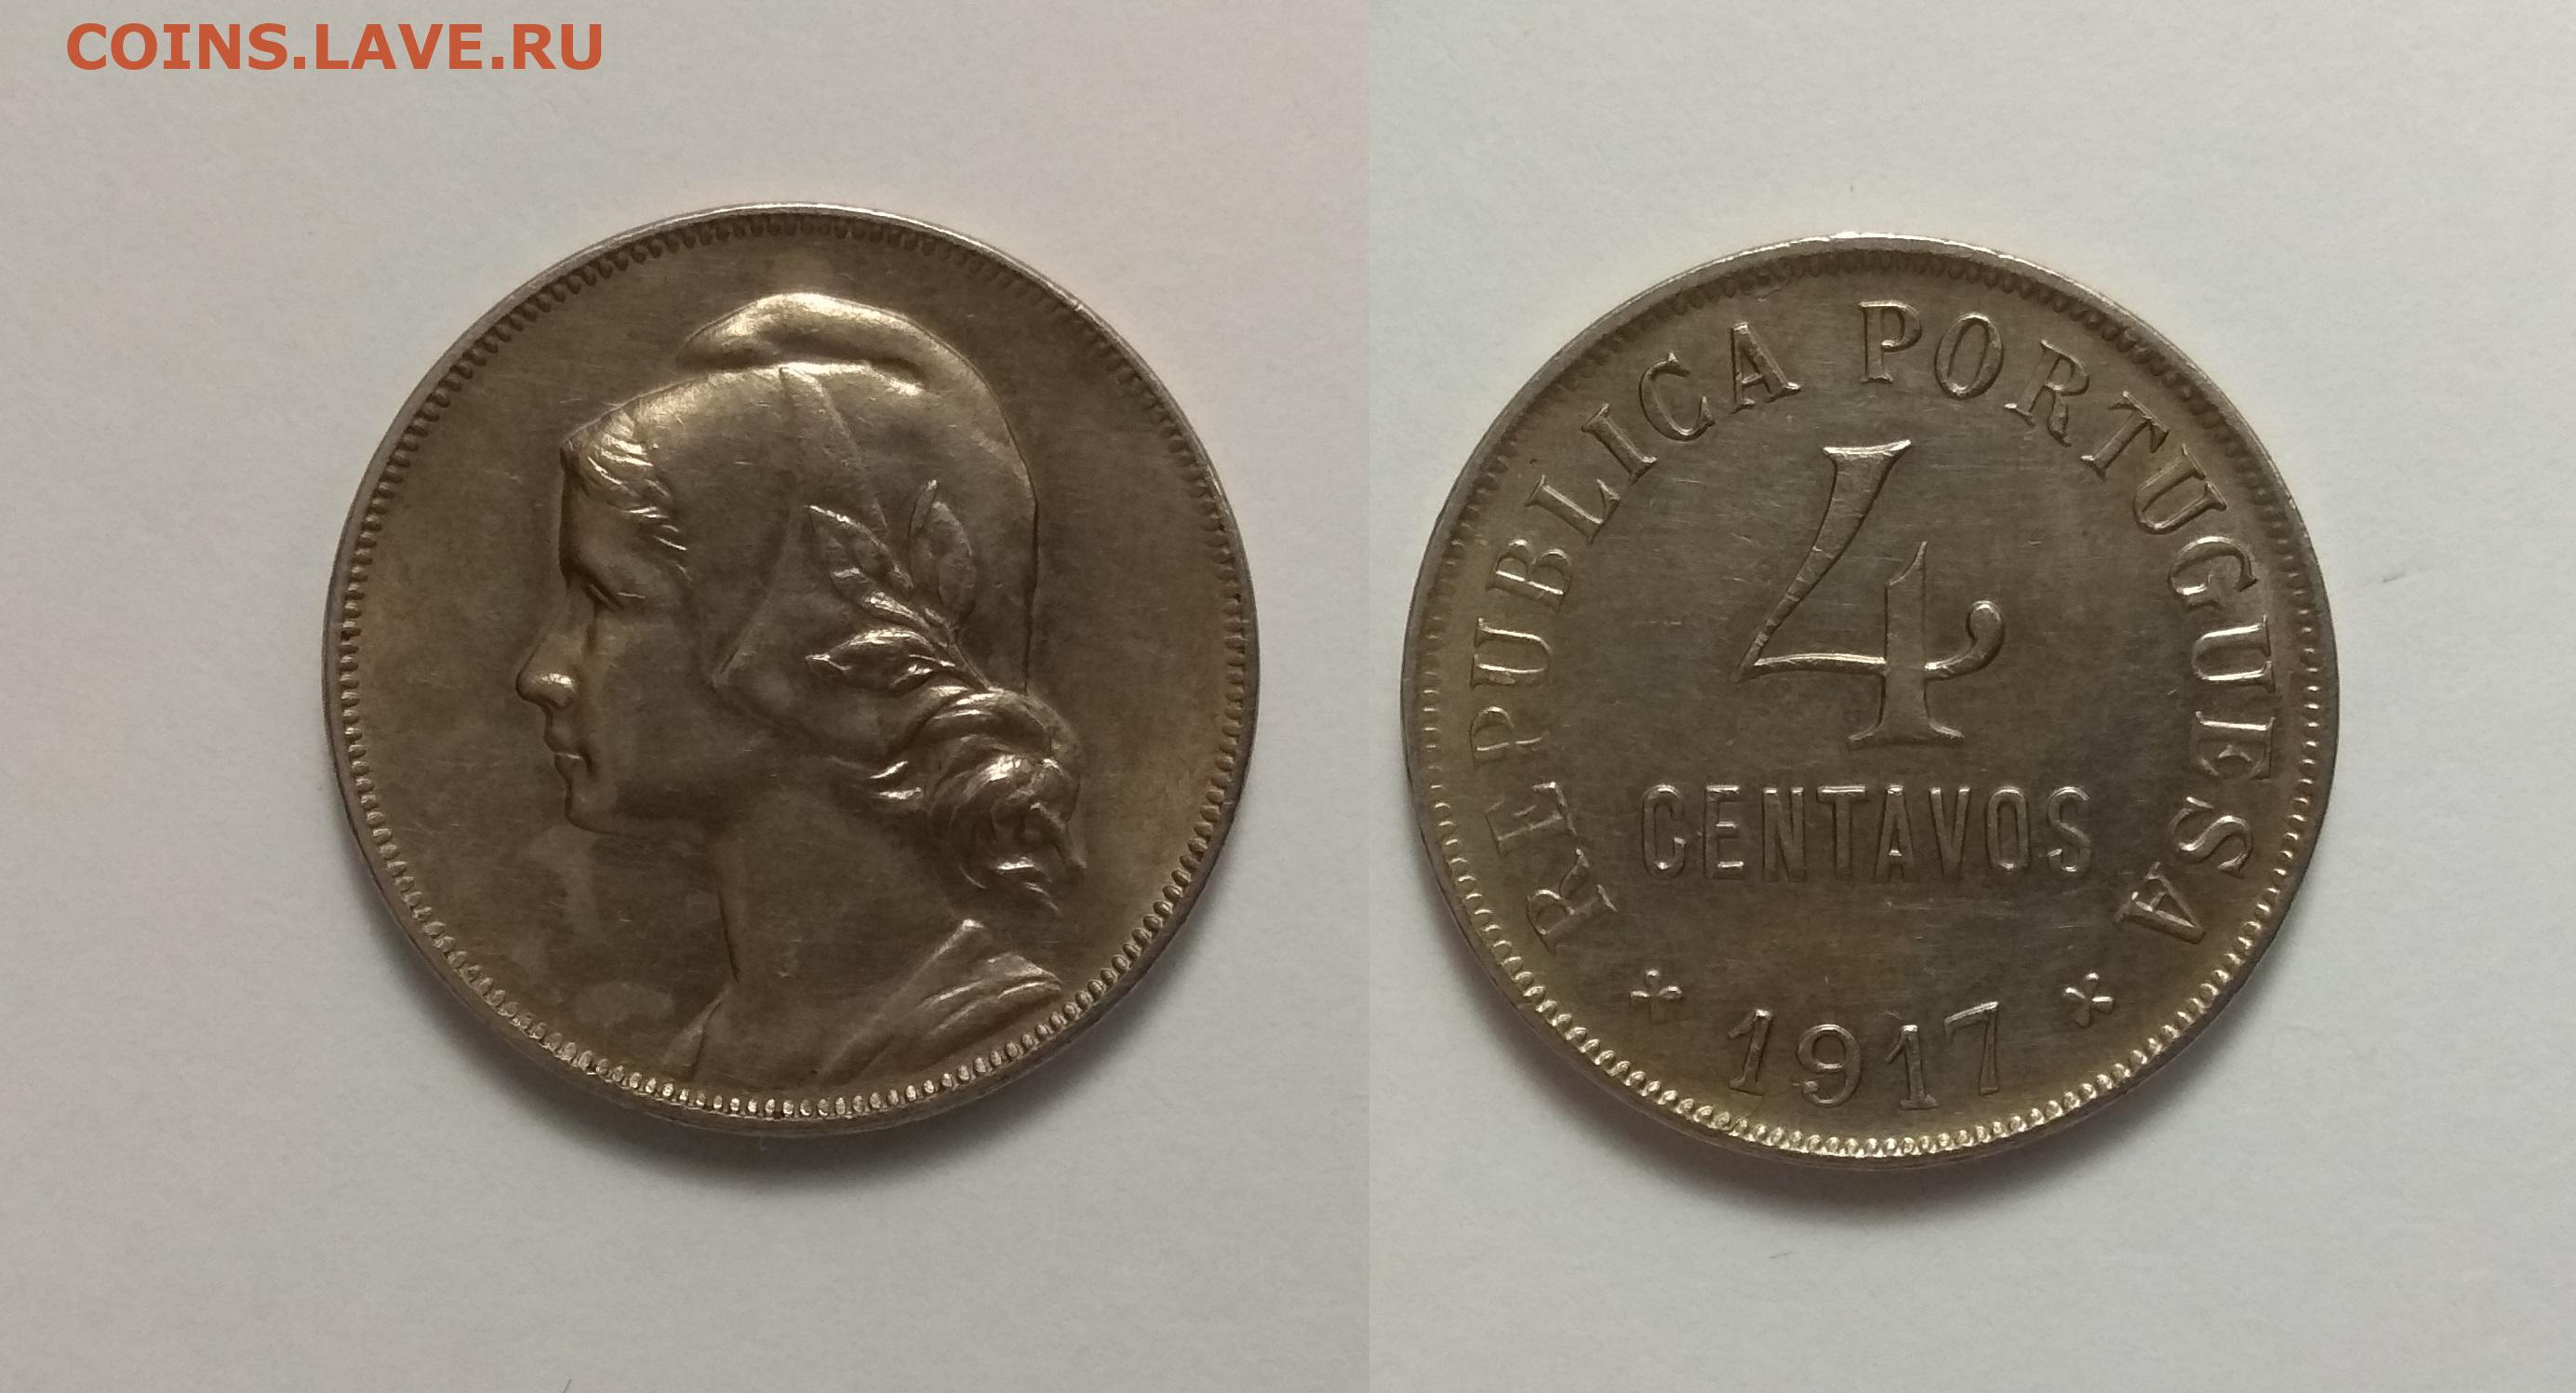 COINS.LAVE.RU
REPUBLICA PORTUGUESA
4
CENTAVOS
1917